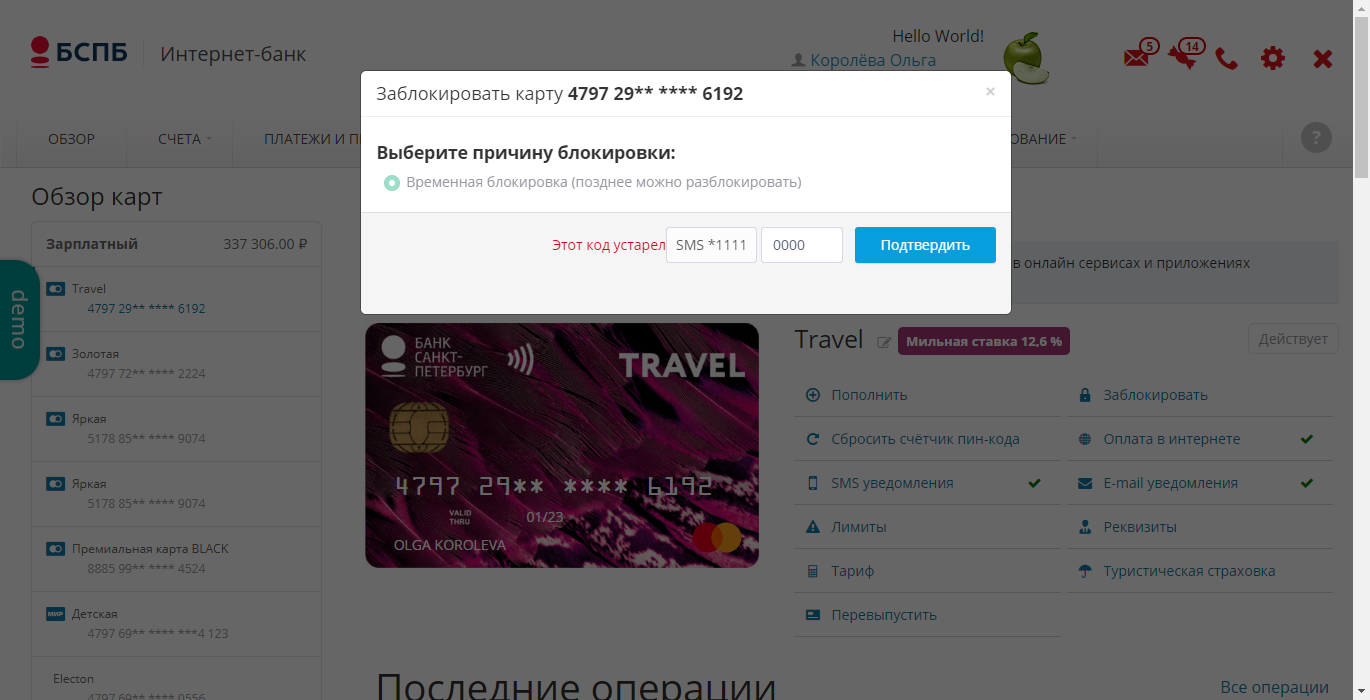 БСПБ Интернет-банк
Hello World!
Королёва Ольга
5
14
ОБЗОР
СЧЕТА
ПЛАТЕЖИ И П
ОВАНИЕ
?
Заблокировать карту 4797 29** **** 6192
×
Выберите причину блокировки:
Временная блокировка (позднее можно разблокировать)
Этот код устарел
SMS *1111
0000
Подтвердить
в онлайн сервисах и приложениях
demo
Обзор карт
Зарплатный 337 306.00 ₽
Travel
4797 29** **** 6192
Золотая
4797 72** **** 2224
Яркая
5178 85** **** 9074
Яркая
5178 85** **** 9074
Премиальная карта BLACK
8885 99** **** 4524
МИР Детская
4797 69** **** ***4 123
Electon
4797 69** **** 0556
БАНК
САНКТ-
ПЕТЕРБУРГ
TRAVEL
4797 29** **** 6192
VALID
THRU
01/23
OLGA KOROLEVA
Travel
Мильная ставка 12,6 %
Действует
Пополнить
Заблокировать
Сбросить счётчик пин-кода
Оплата в интернете
SMS уведомления
E-mail уведомления
Лимиты
Реквизиты
Тариф
Туристическая страховка
Перевыпустить
Последние операции
Все операции